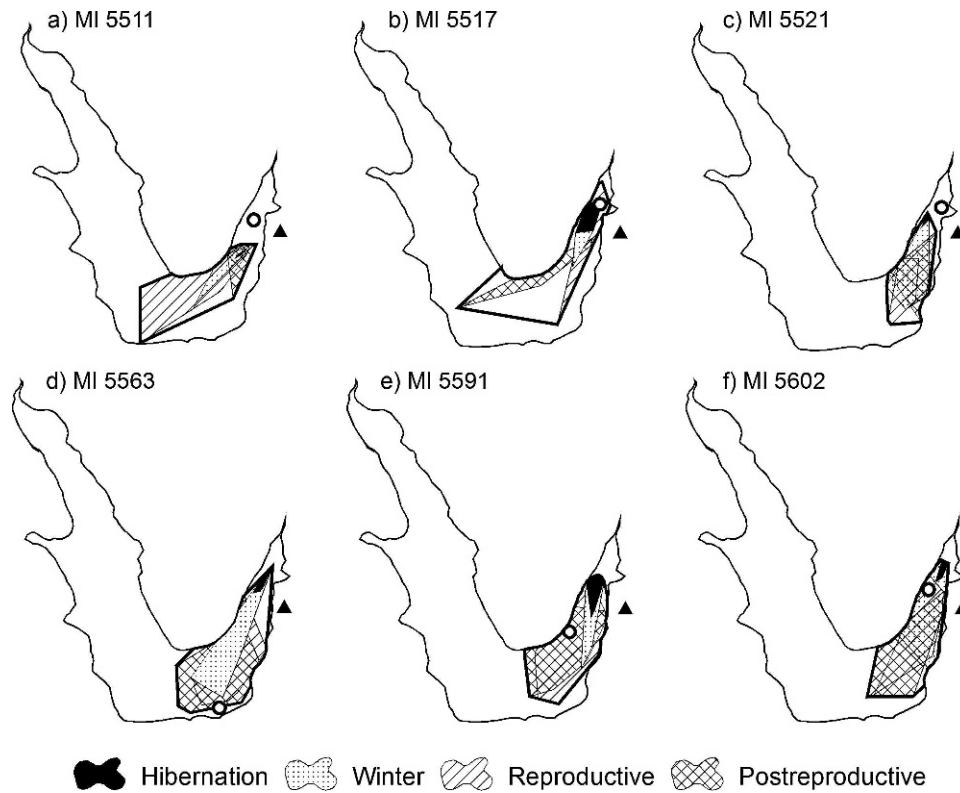 a) MI 5511
b) MI 5517
c) MI 5521
d) MI 5563
e) MI 5591
f) MI 5602
Hibernation Winter Reproductive Postreproductive